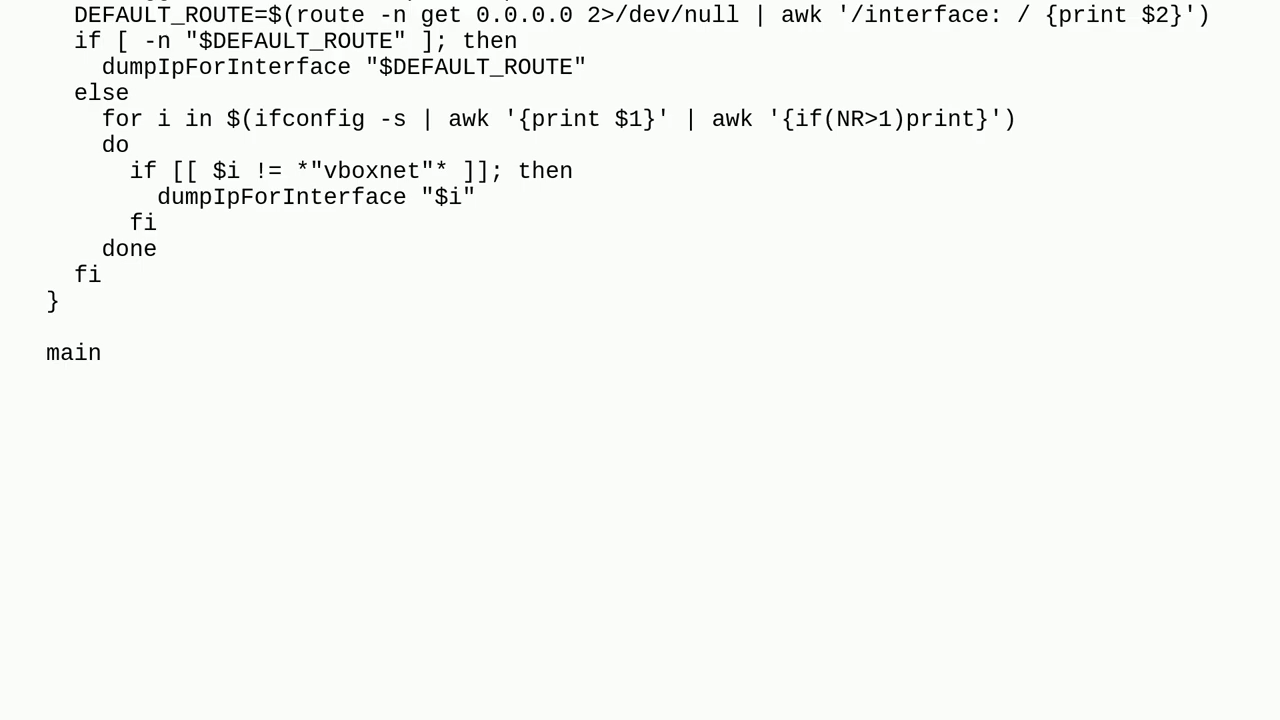 DEFAULT_ROUTE=$(route -n get 0.0.0.0 2>/dev/null | awk '/interface: / {print $2}')
if [ -n "$DEFAULT_ROUTE" ]; then
dumpIpForInterface "$DEFAULT_ROUTE"
else
for i in $(ifconfig -s | awk '{print $1}' | awk '{if(NR>1)print}')
do
if [[ $i != *"vboxnet"* ]]; then
dumpIpForInterface "$i"
fi
done
fi
}
main